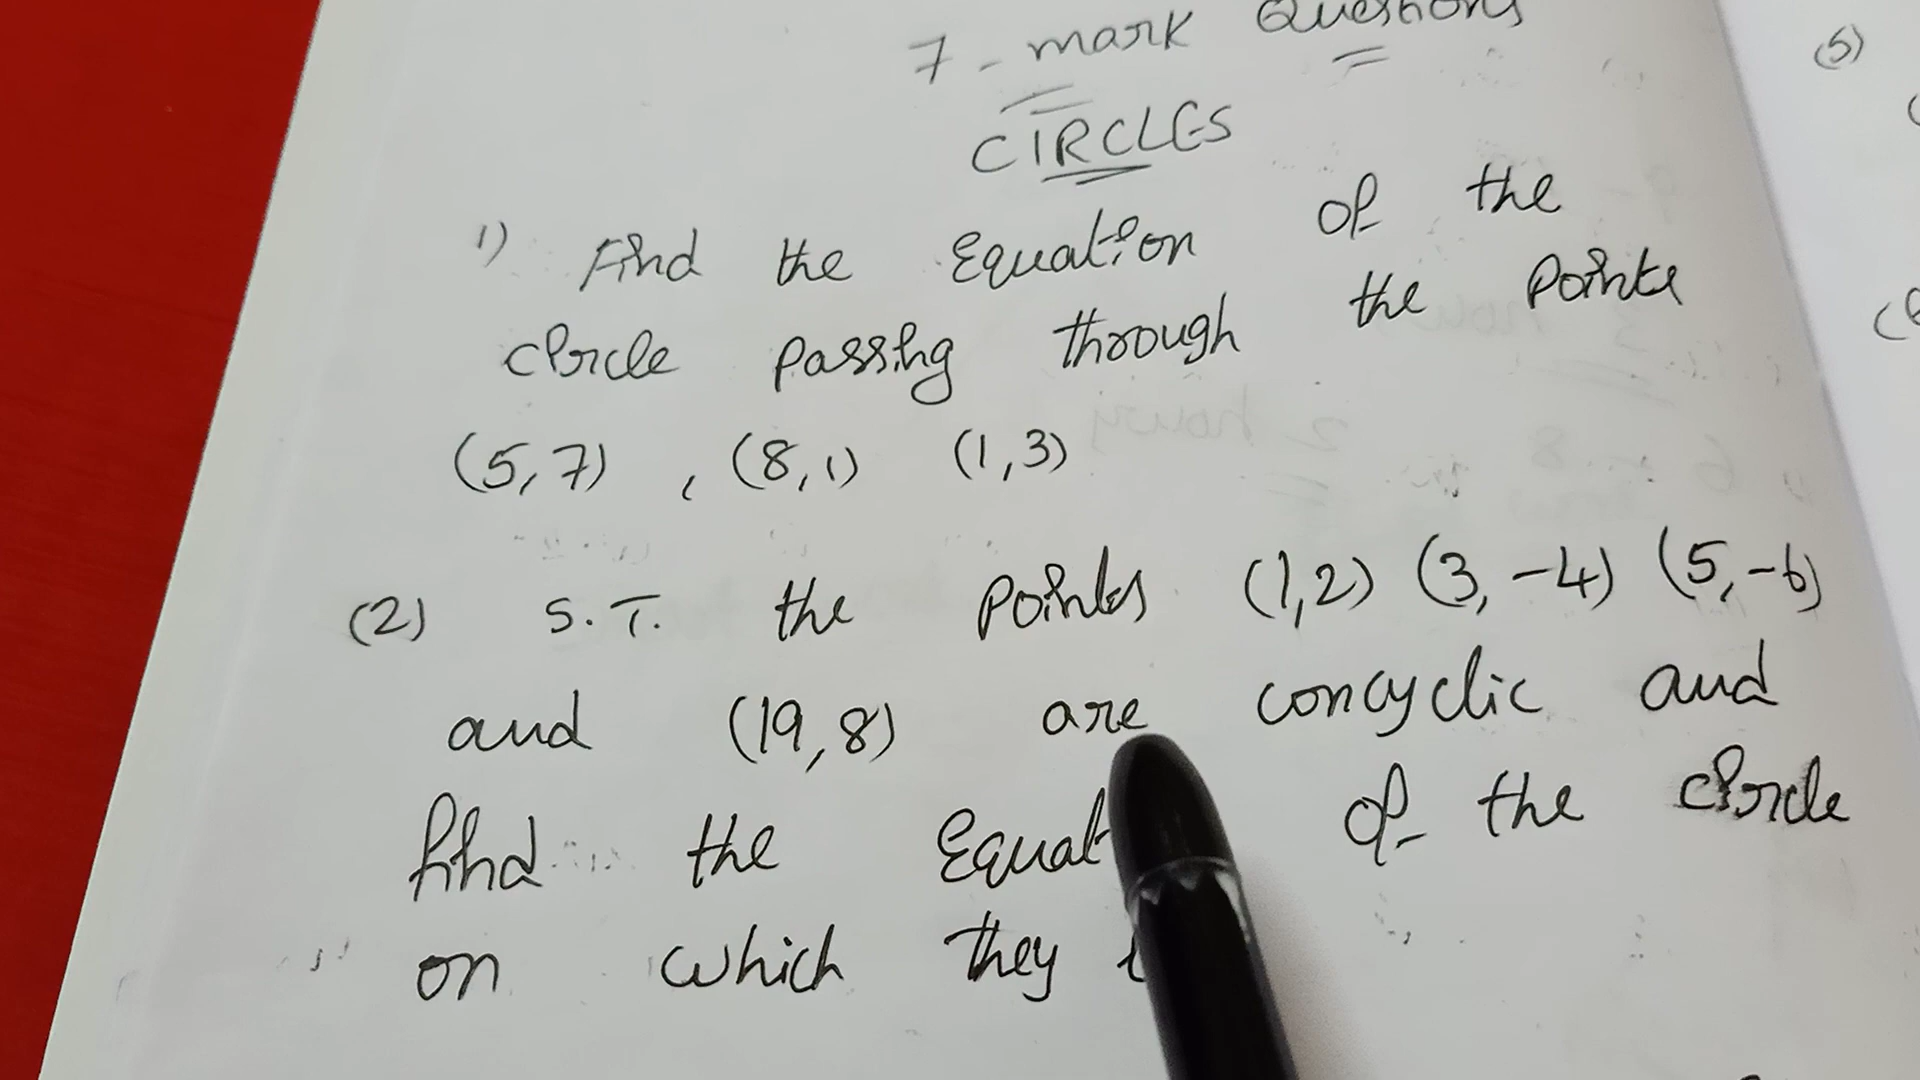 7 - mark Questions
CIRCLES
1) Find the Equation of the
circle passing through the points
(5,7) , (8,1) (1,3)
(2) S.T. the points (1,2) (3,-4) (5,-6)
and (19,8) are concyclic and
find the Equat of the circle
on which they
(5)